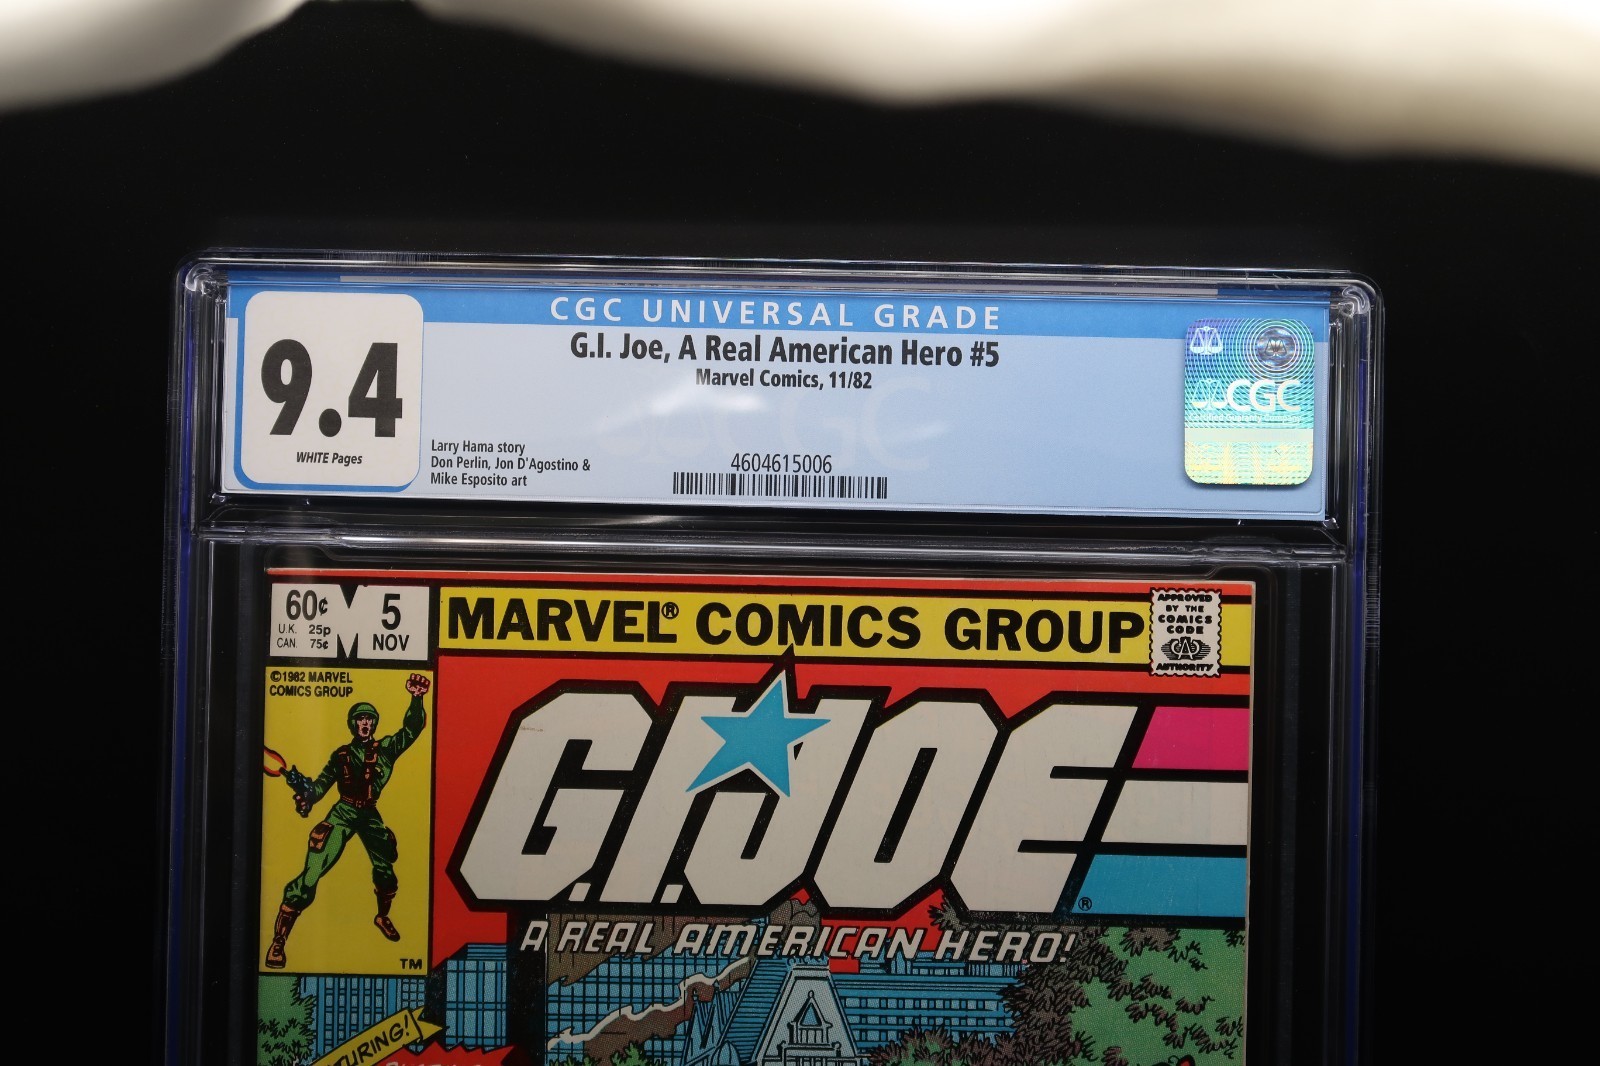 CGC UNIVERSAL GRADE
9.4
WHITE Pages
G.I. Joe, A Real American Hero #5
Marvel Comics, 11/82
Larry Hama story
Don Perlin, Jon D'Agostino &
Mike Esposito art
4604615006
CGC
60¢
U.K. 25p
CAN. 75¢
5
NOV
MARVEL® COMICS GROUP
APPROVED
BY THE
COMICS
CODE
CA
AUTHORITY
©1982 MARVEL
COMICS GROUP
TM
G.I. JOE
®
A REAL AMERICAN HERO!